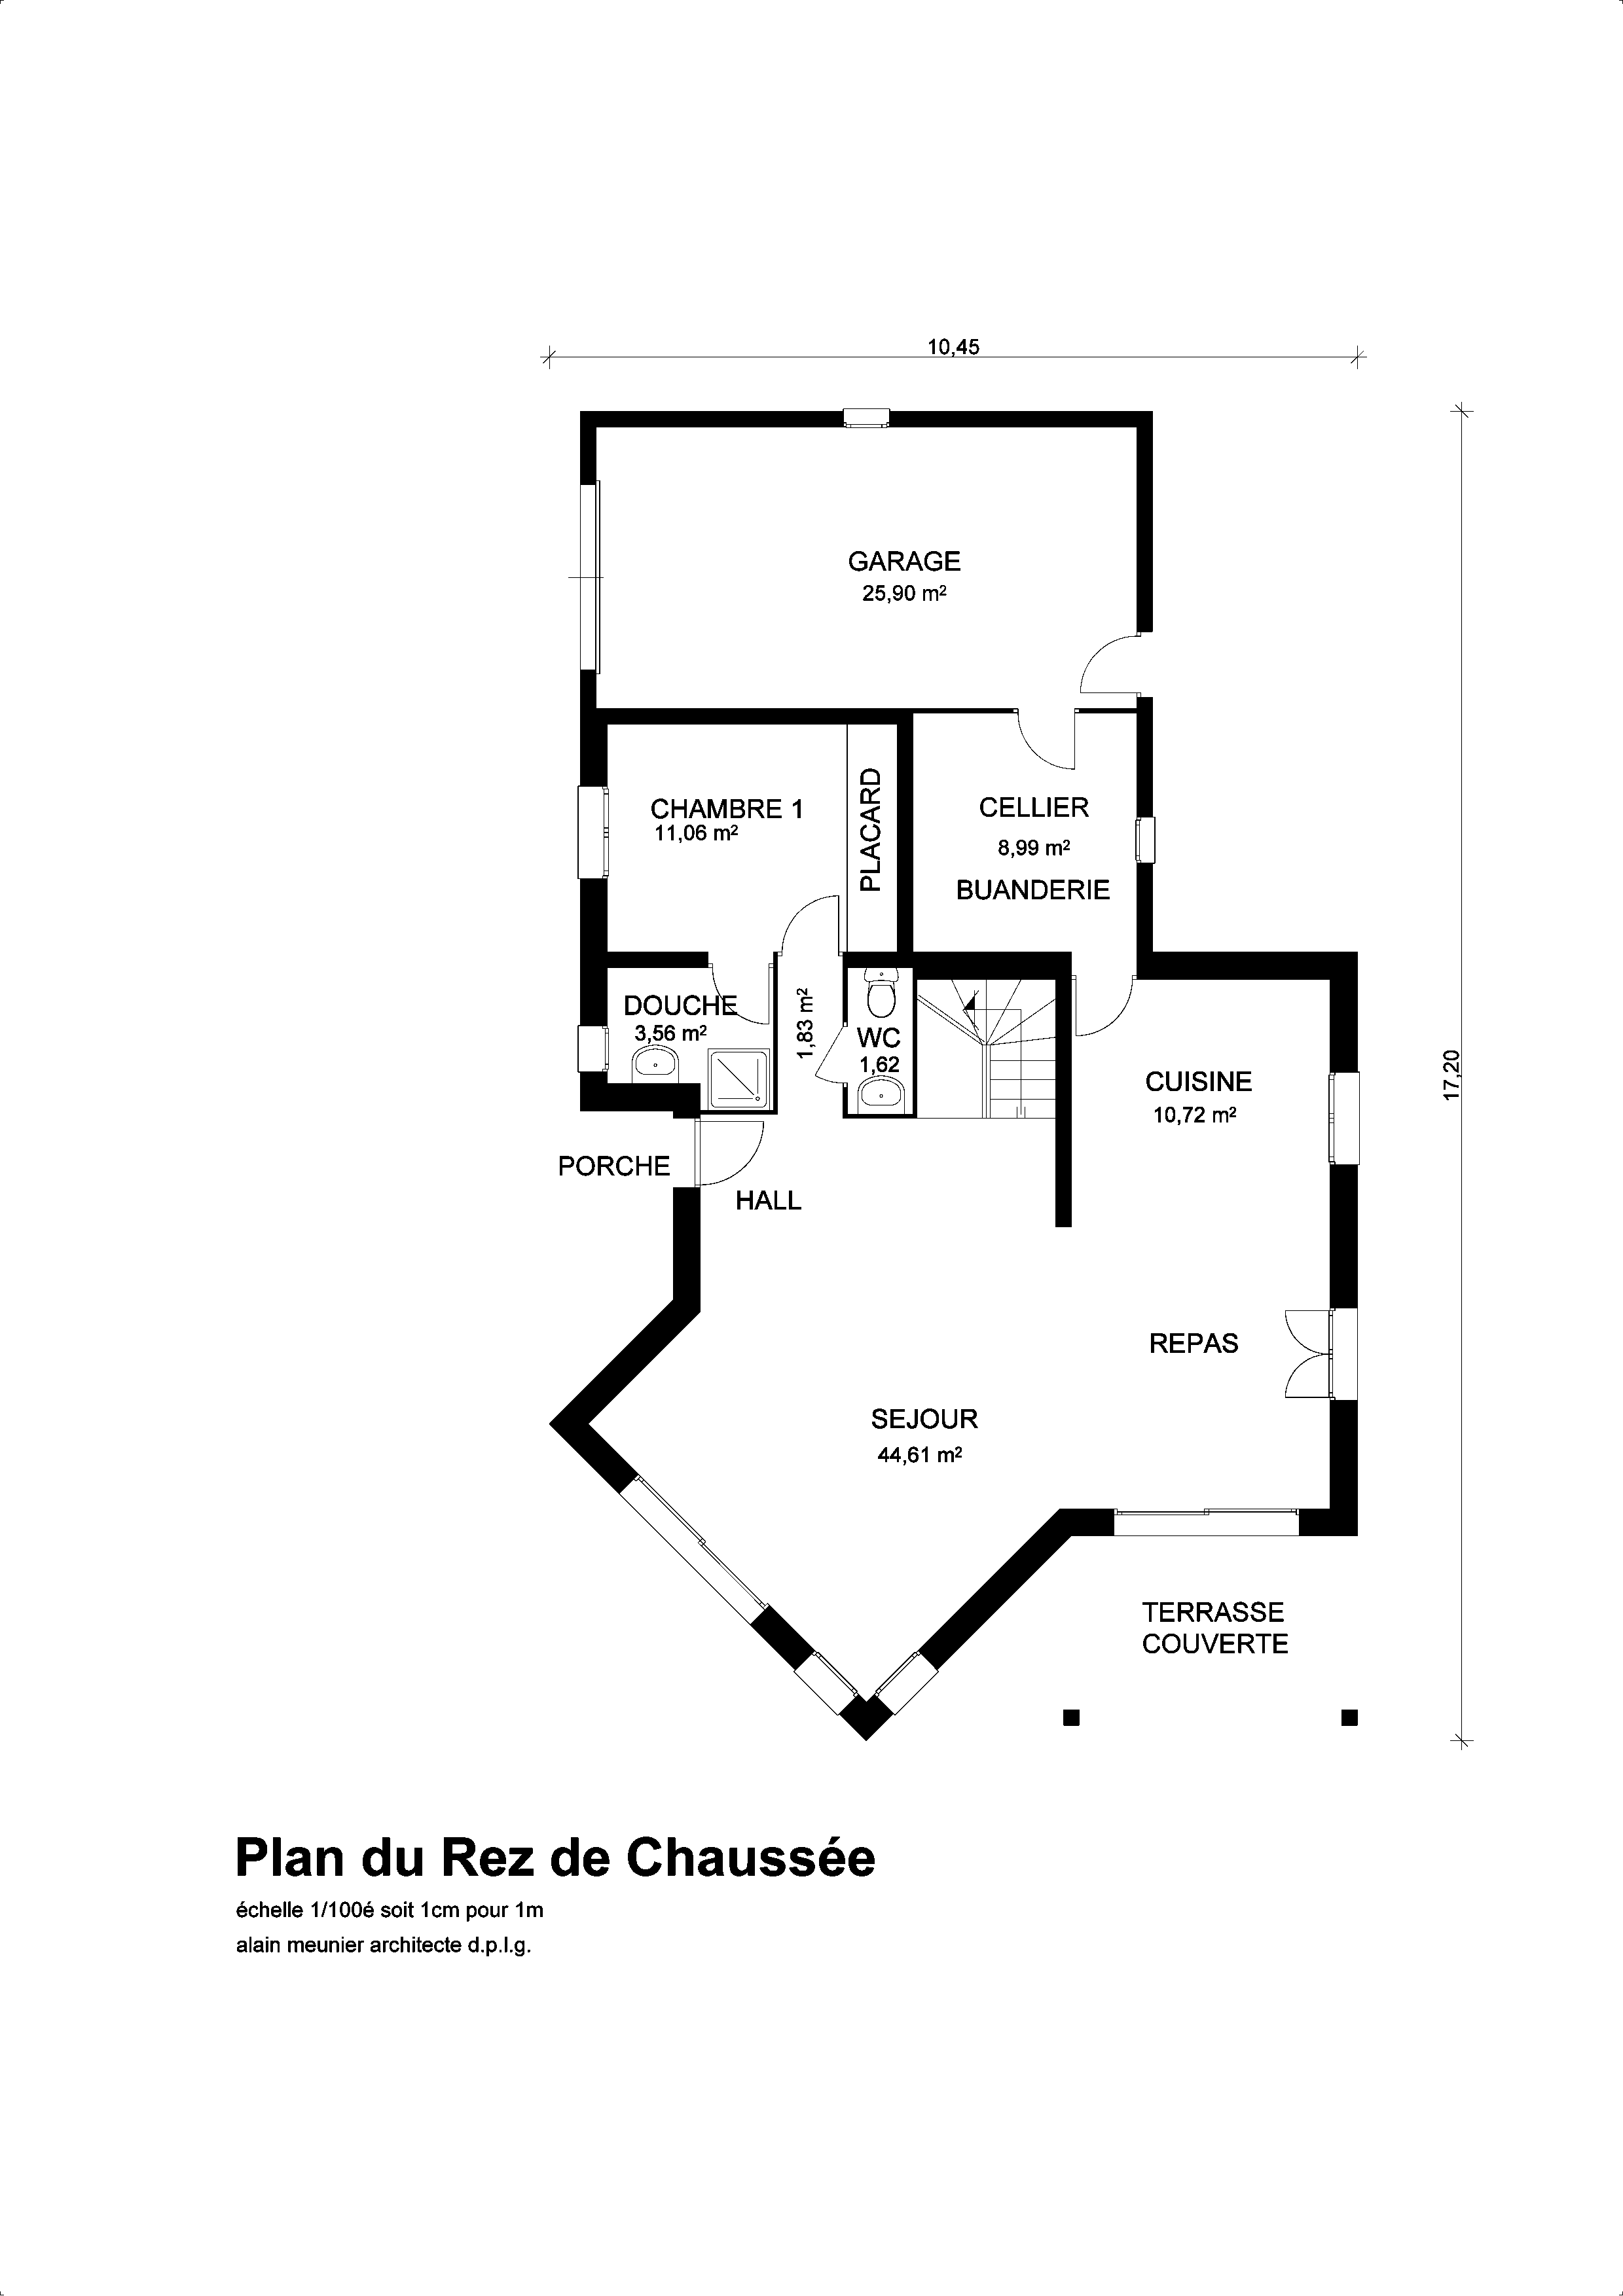 10,45
GARAGE
25,90 m²
CHAMBRE 1
11,06 m²
PLACARD
CELLIER
8,99 m²
BUANDERIE
DOUCHE
3,56 m²
1,83 m²
WC
1,62
CUISINE
10,72 m²
17,20
PORCHE
HALL
REPAS
SEJOUR
44,61 m²
TERRASSE
COUVERTE
Plan du Rez de Chaussée
échelle 1/100é soit 1cm pour 1m
alain meunier architecte d.p.l.g.